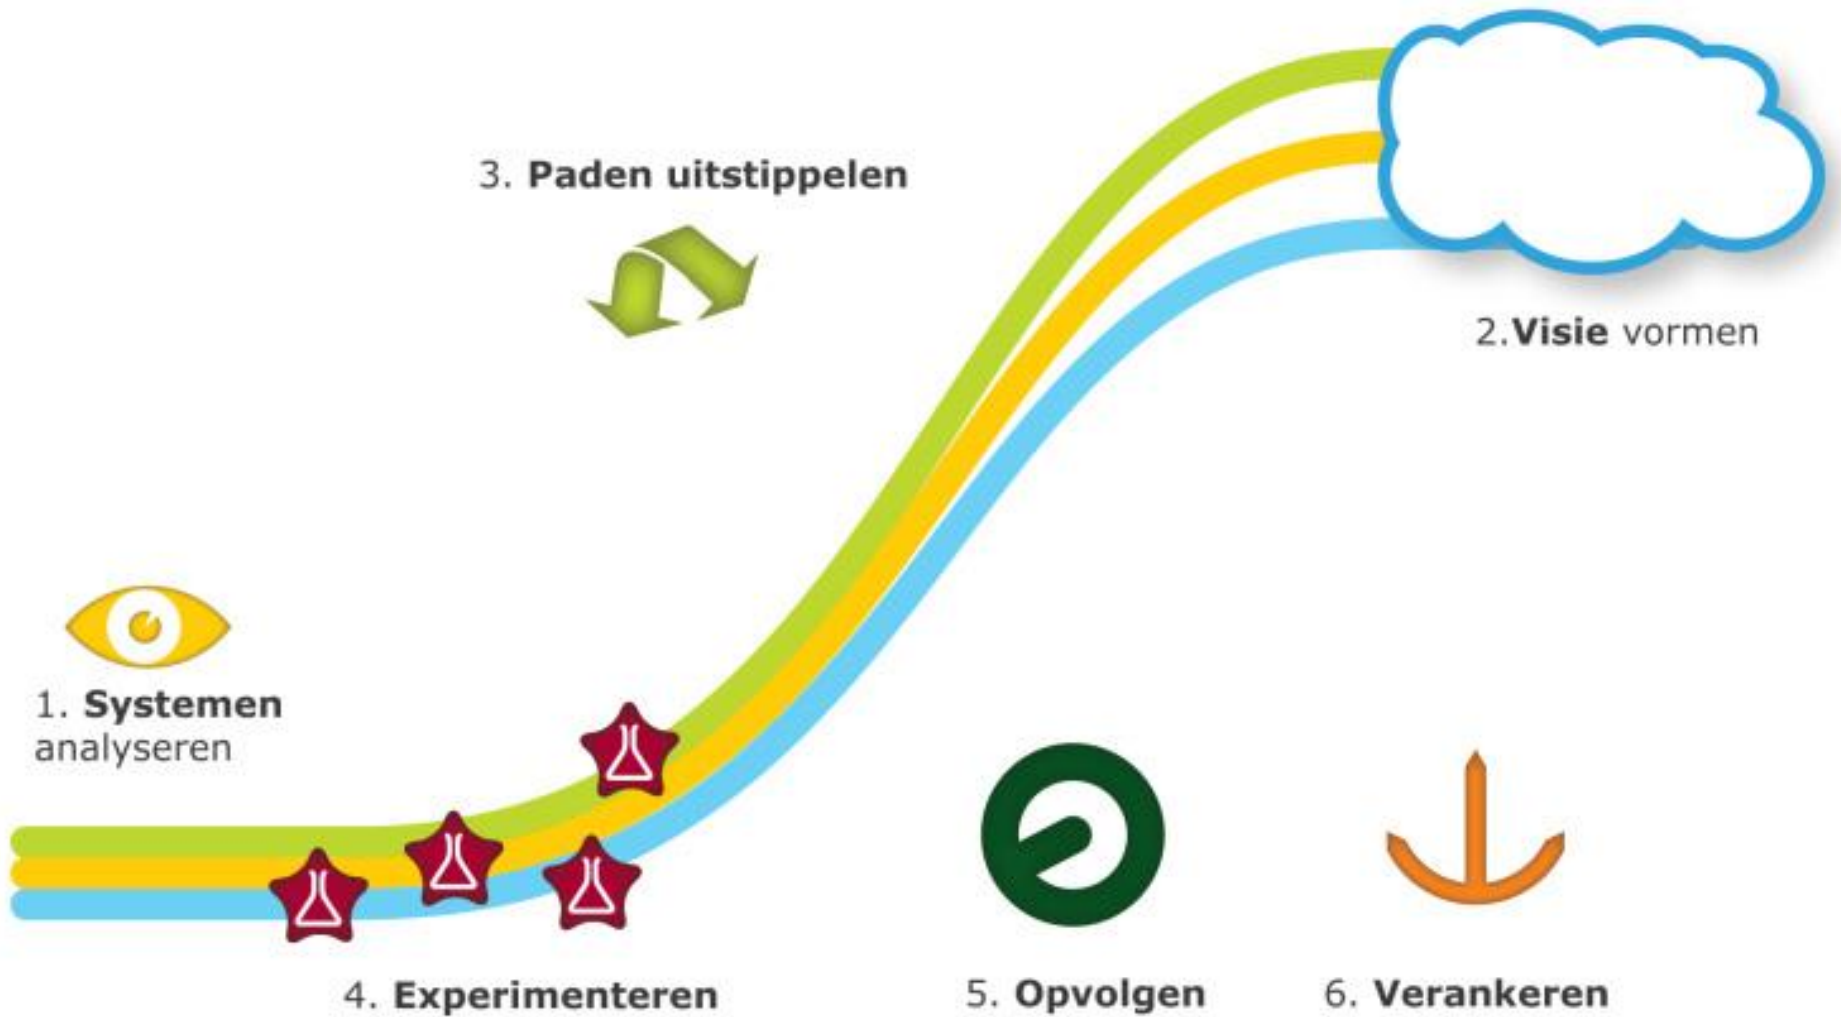 3. Paden uitstippelen
2.Visie vormen
1. Systemen
analyseren
4. Experimenteren
5. Opvolgen
6. Verankeren